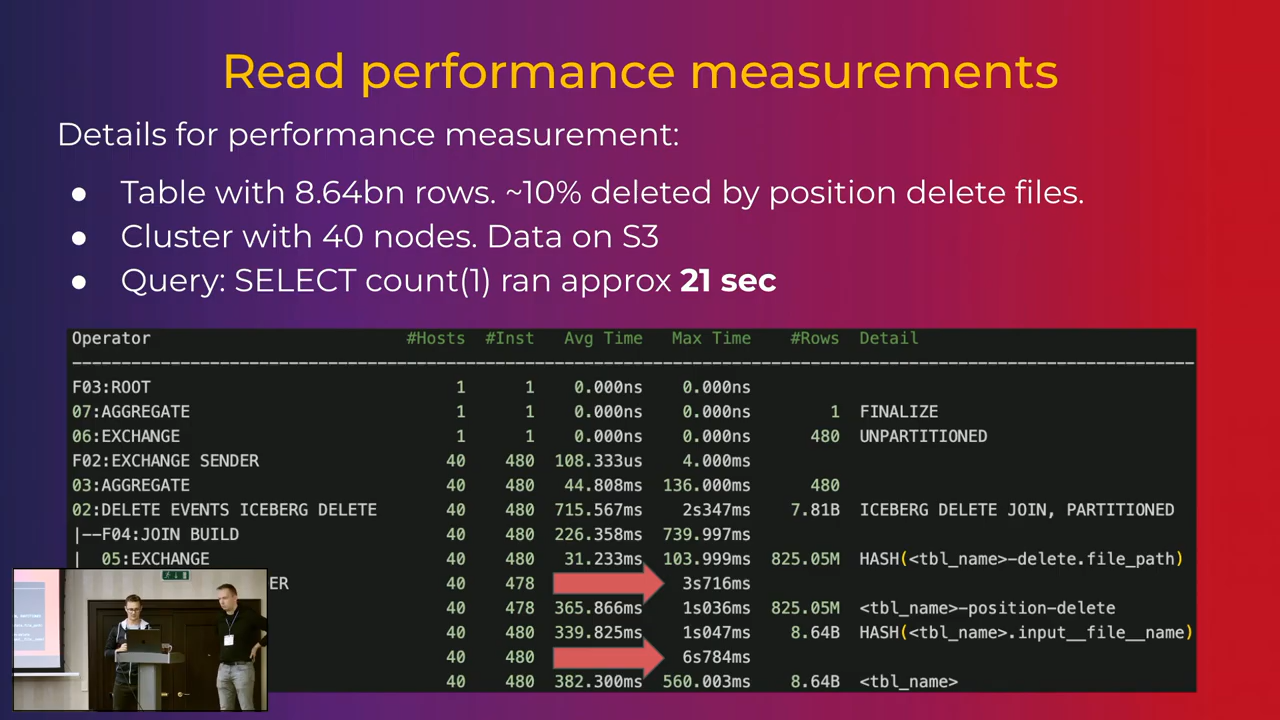 Read performance measurements
Details for performance measurement:
● Table with 8.64bn rows. ~10% deleted by position delete files.
● Cluster with 40 nodes. Data on S3
● Query: SELECT count(1) ran approx 21 sec
Operator #Hosts #Inst Avg Time Max Time #Rows Detail
F03:ROOT 1 1 0.000ns 0.000ns
07:AGGREGATE 1 1 0.000ns 0.000ns 1 FINALIZE
06:EXCHANGE 1 1 0.000ns 0.000ns 480 UNPARTITIONED
F02:EXCHANGE SENDER 40 480 108.333us 4.000ms
03:AGGREGATE 40 480 44.808ms 136.000ms 480
02:DELETE EVENTS ICEBERG DELETE 40 480 715.567ms 2s347ms 7.81B ICEBERG DELETE JOIN, PARTITIONED
|--F04:JOIN BUILD 40 480 226.358ms 739.997ms
| 05:EXCHANGE 40 480 31.233ms 103.999ms 825.05M HASH(<tbl_name>-delete.file_path)
ER 40 478 3s716ms
40 478 365.866ms 1s036ms 825.05M <tbl_name>-position-delete
40 480 339.825ms 1s047ms 8.64B HASH(<tbl_name>.input__file__name)
40 480 6s784ms
40 480 382.300ms 560.003ms 8.64B <tbl_name>